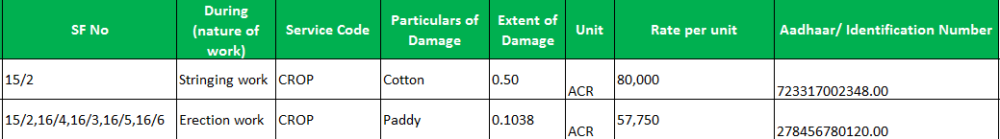 SF No During (nature of work) Service Code Particulars of Damage Extent of Damage Unit Rate per unit Aadhaar/ Identification Number
15/2 Stringing work CROP Cotton 0.50 ACR 80,000 723317002348.00
15/2,16/4,16/3,16/5,16/6 Erection work CROP Paddy 0.1038 ACR 57,750 278456780120.00